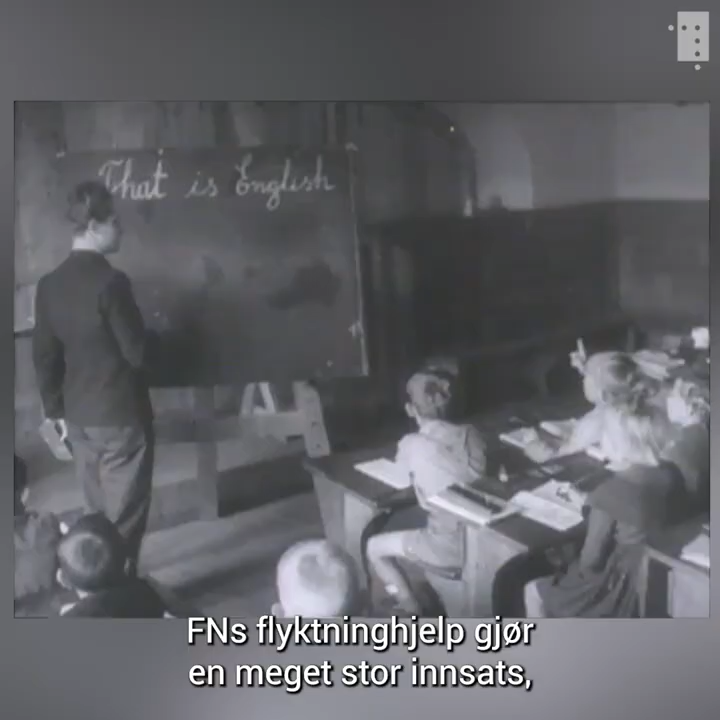 That is English
FNs flyktninghjelp gjør
en meget stor innsats,